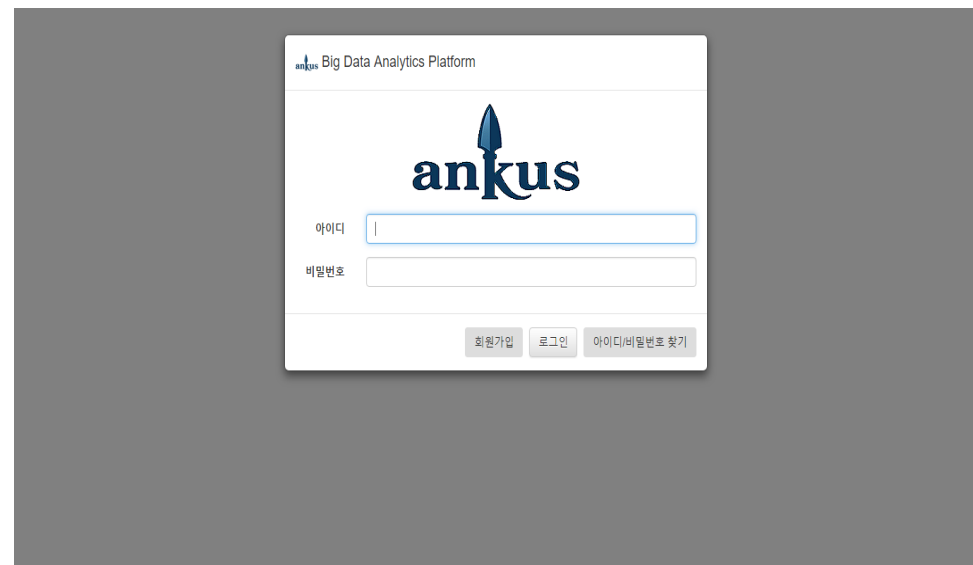 ankus Big Data Analytics Platform
ankus
아이디
비밀번호
회원가입 로그인 아이디/비밀번호 찾기